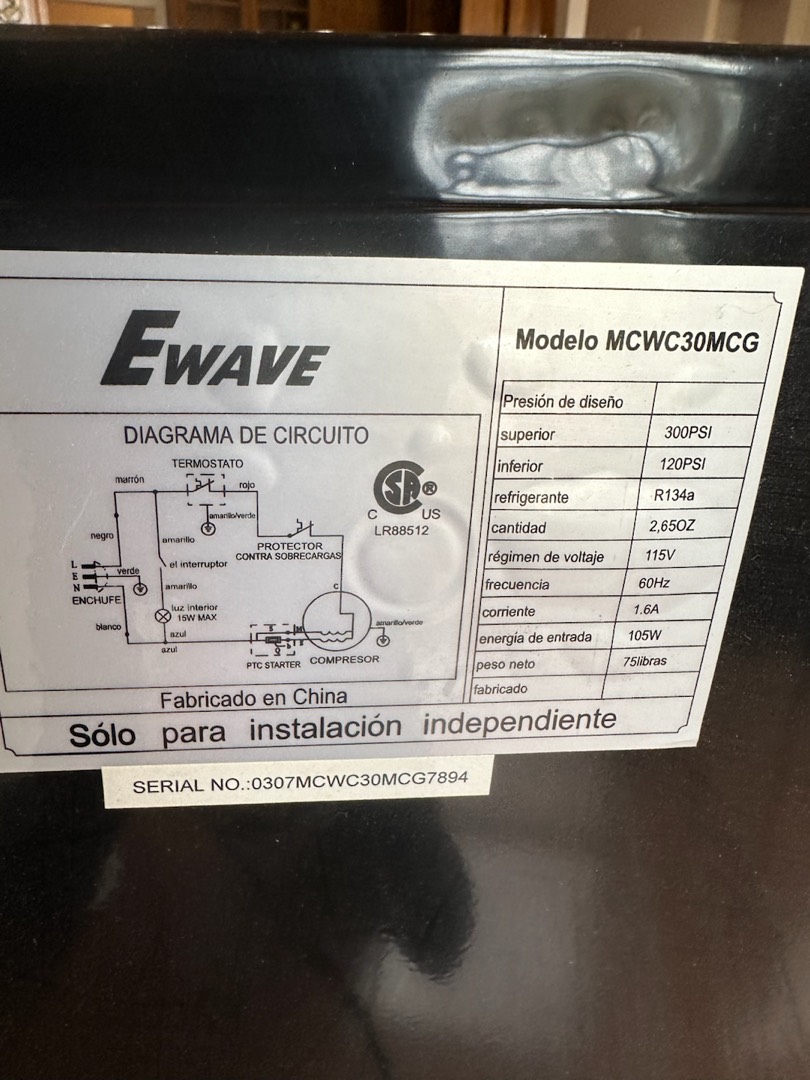 EWAVE
DIAGRAMA DE CIRCUITO
TERMOSTATO
marrón
rojo
amarillo/verde
negro
amarillo
PROTECTOR
CONTRA SOBRECARGAS
el interruptor
L
E
N
verde
ENCHUFE
amarillo
luz interior
15W MAX
blanco
azul
azul
C
M
S
S
PTC STARTER
COMPRESOR
amarillo/verde
SA ®
C US
LR88512
Fabricado en China
Modelo MCWC30MCG
Presión de diseño
superior 300PSI
inferior 120PSI
refrigerante R134a
cantidad 2,65OZ
régimen de voltaje 115V
frecuencia 60Hz
corriente 1.6A
energía de entrada 105W
peso neto 75libras
fabricado
Sólo para instalación independiente
SERIAL NO.:0307MCWC30MCG7894